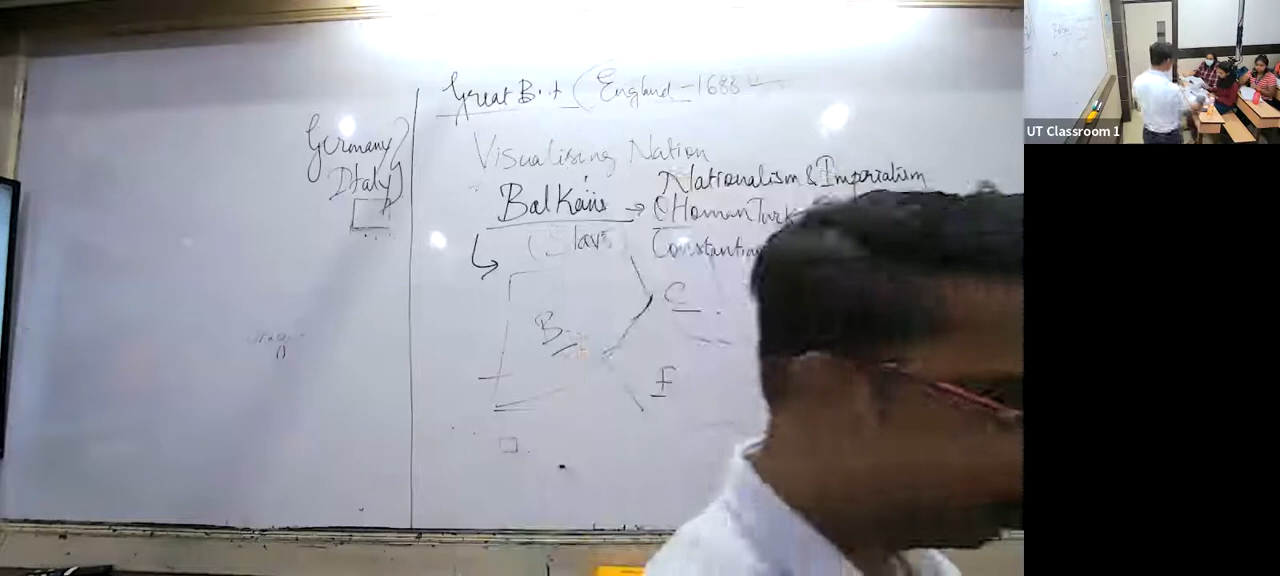 Germany
Italy
Great Brit (England - 1688
Visualising Nation
Balkans → Nationalism & Imperialism
(Slavs
Ottoman Turk
Constantin
B.
C
F
UT Classroom 1